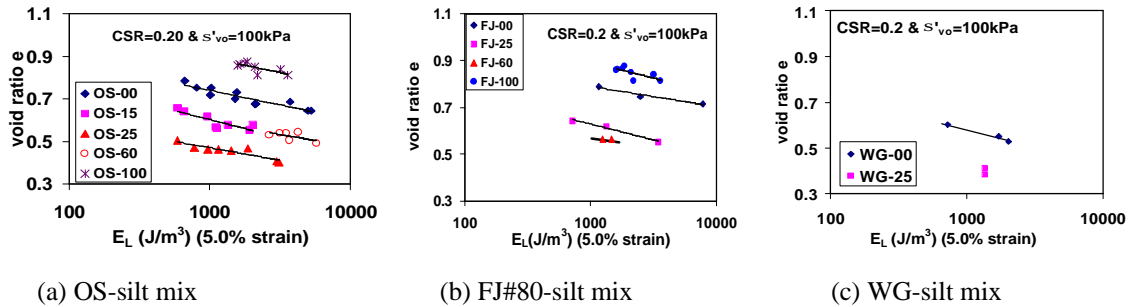 CSR=0.20 & s'vo=100kPa
void ratio e
1.1
0.9
0.7
0.5
0.3
OS-00
OS-15
OS-25
OS-60
OS-100
100 1000 10000
EL (J/m³) (5.0% strain)
(a) OS-silt mix
CSR=0.2 & s'vo=100kPa
void ratio e
1.1
0.9
0.7
0.5
0.3
FJ-00
FJ-25
FJ-60
FJ-100
100 1000 10000
EL(J/m³) (5.0% strain)
(b) FJ#80-silt mix
CSR=0.2 & s'vo=100kPa
void ratio e
1.1
0.9
0.7
0.5
0.3
WG-00
WG-25
100 1000 10000
EL (J/m³) (5.0% strain)
(c) WG-silt mix